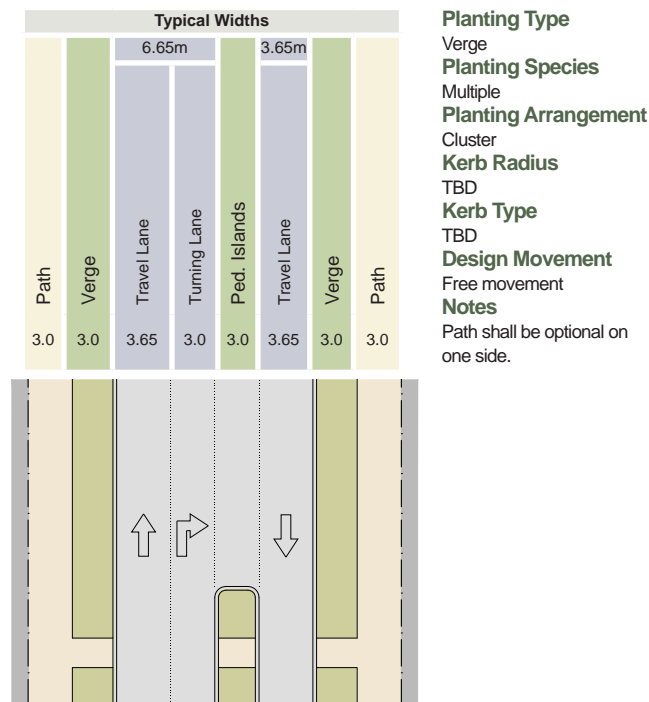 Typical Widths
6.65m 3.65m
Path Verge Travel Lane Turning Lane Ped. Islands Travel Lane Verge Path
3.0 3.0 3.65 3.0 3.0 3.65 3.0 3.0
Planting Type
Verge
Planting Species
Multiple
Planting Arrangement
Cluster
Kerb Radius
TBD
Kerb Type
TBD
Design Movement
Free movement
Notes
Path shall be optional on
one side.